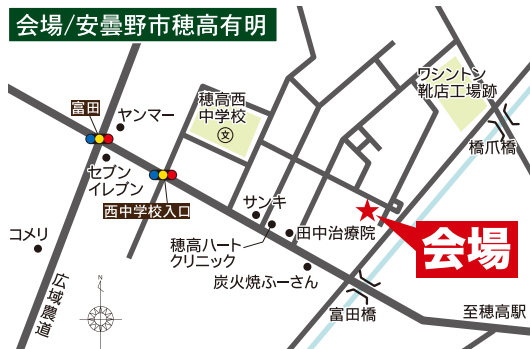 会場/安曇野市穂高有明
富田
ヤンマー
穂高西
中学校
文
ワシントン
靴店工場跡
橋爪橋
セブン
イレブン
西中学校入口
サンキ
田中治療院
会場
コメリ
穂高ハート
クリニック
炭火焼ふーさん
広域農道
N
富田橋
至穂高駅